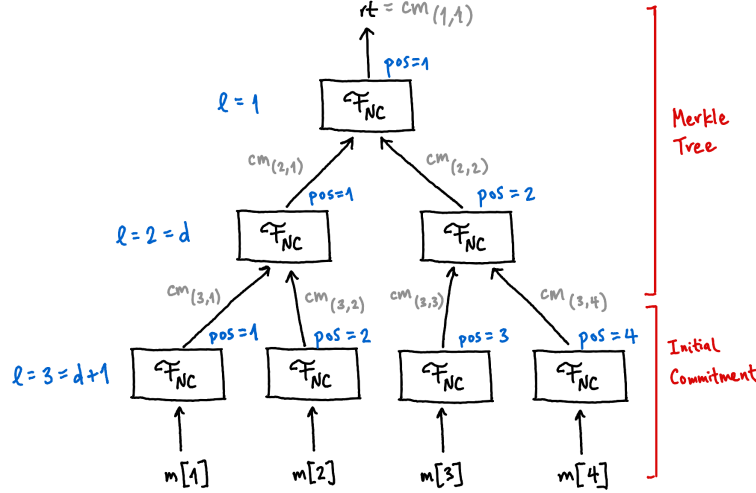 rt = cm(1,1)
pos=1
l = 1
F_NC
Merkle
Tree
cm(2,1)
cm(2,2)
pos=1
pos=2
l = 2 = d
F_NC
F_NC
cm(3,1)
cm(3,2)
cm(3,3)
cm(3,4)
pos=1
pos=2
pos=3
pos=4
l = 3 = d+1
F_NC
F_NC
F_NC
F_NC
Initial
Commitment
m[1]
m[2]
m[3]
m[4]